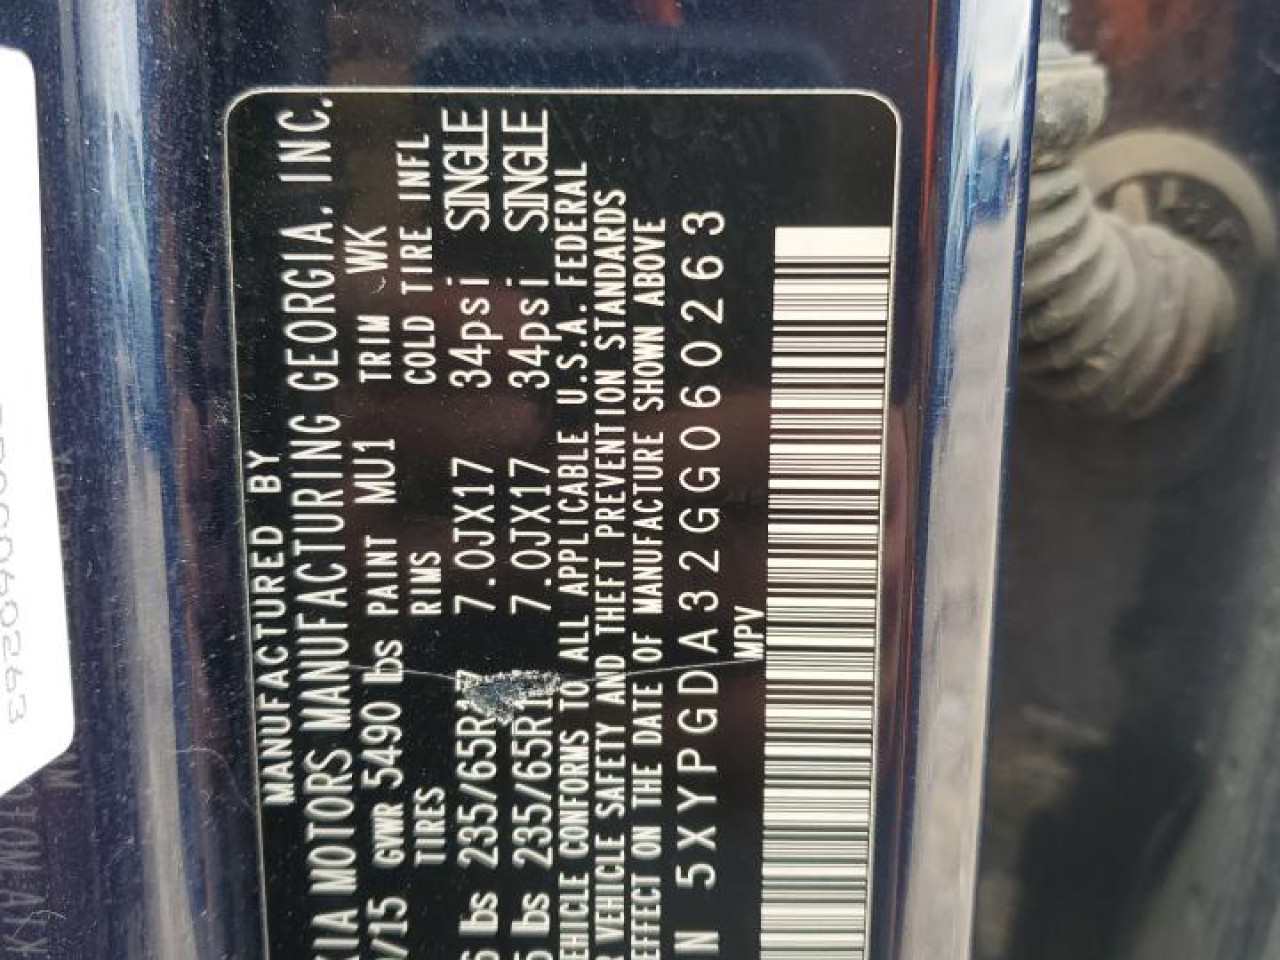 MANUFACTURED BY
KIA MOTORS MANUFACTURING GEORGIA, INC.
/15 GVWR 5490 lbs PAINT MU1 TRIM WK
TIRES RIMS COLD TIRE INFL
lbs 235/65R17 7.0JX17 34psi SINGLE
lbs 235/65R1 7.0JX17 34psi SINGLE
VEHICLE CONFORMS TO ALL APPLICABLE U.S.A. FEDERAL
VEHICLE SAFETY AND THEFT PREVENTION STANDARDS
EFFECT ON THE DATE OF MANUFACTURE SHOWN ABOVE
N 5XYPGDA32GG060263
MPV
GG060263